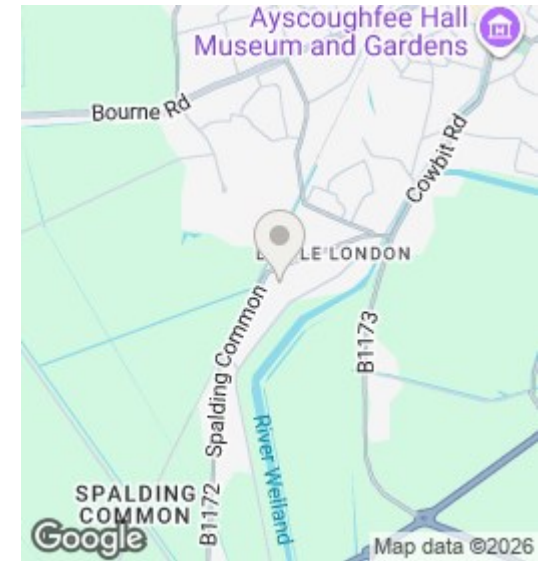 Ayscoughfee Hall
Museum and Gardens
Bourne Rd
Cowbit Rd
LONDON
Spalding Common
B1173
River Welland
SPALDING
COMMON
B1172
Google
Map data ©2026